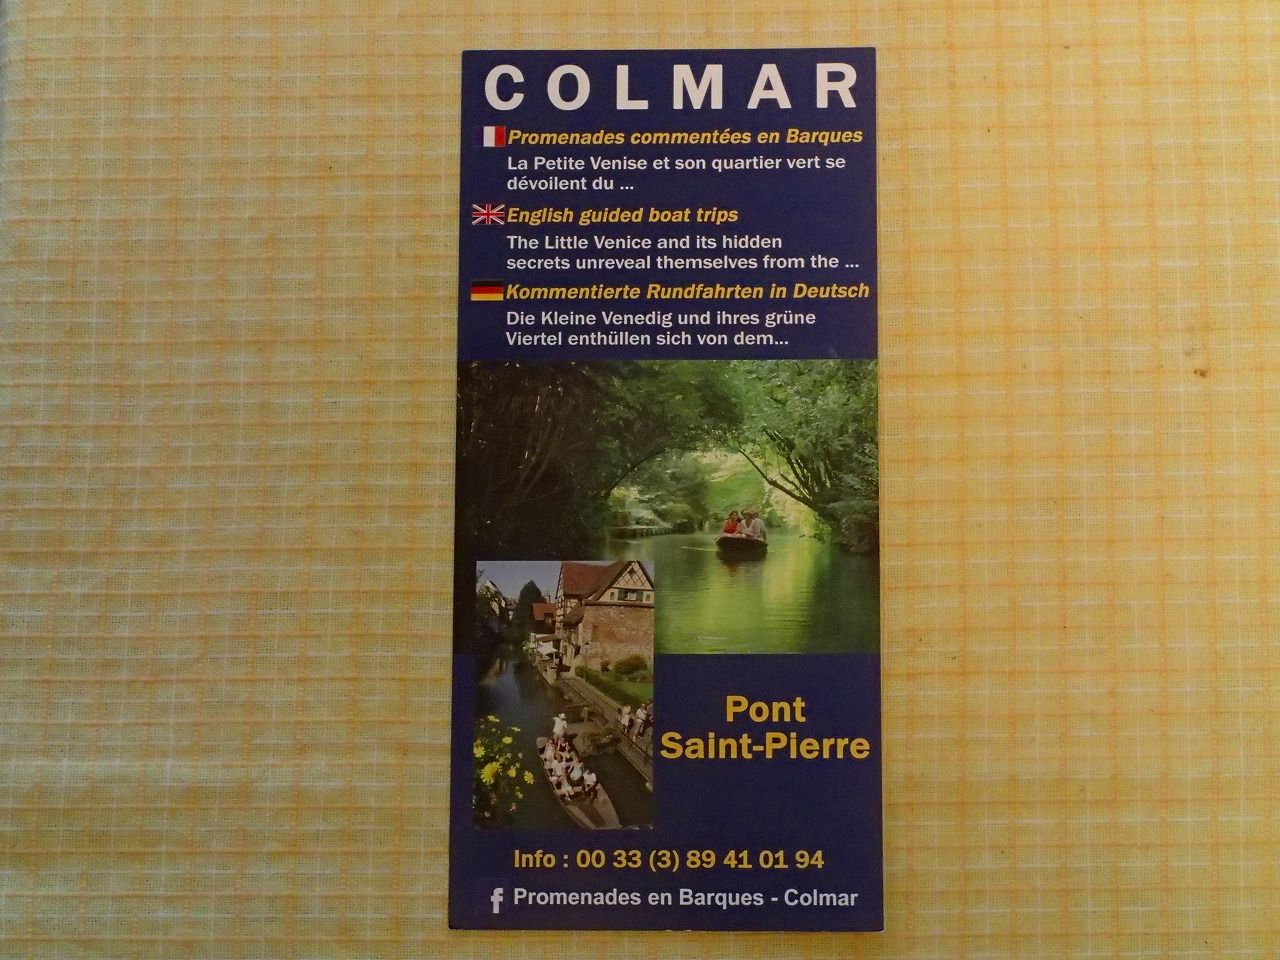 COLMAR
Promenades commentées en Barques
La Petite Venise et son quartier vert se
dévoilent du ...
English guided boat trips
The Little Venice and its hidden
secrets unreveal themselves from the ...
Kommentierte Rundfahrten in Deutsch
Die Kleine Venedig und ihres grüne
Viertel enthüllen sich von dem...
Pont
Saint-Pierre
Info : 00 33 (3) 89 41 01 94
f Promenades en Barques - Colmar